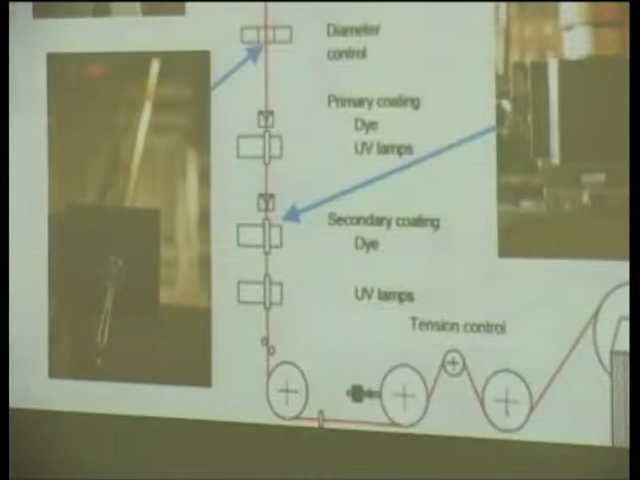 Diameter
control
Primary coating
Dye
UV lamps
Secondary coating
Dye
UV lamps
Tension control